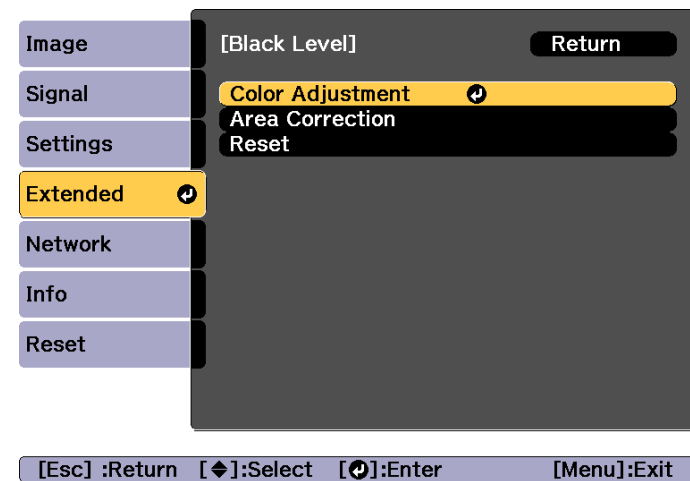 Image
Signal
Settings
Extended
Network
Info
Reset
[Black Level] Return
Color Adjustment
Area Correction
Reset
[Esc] :Return [◆]:Select [⏎]:Enter [Menu]:Exit